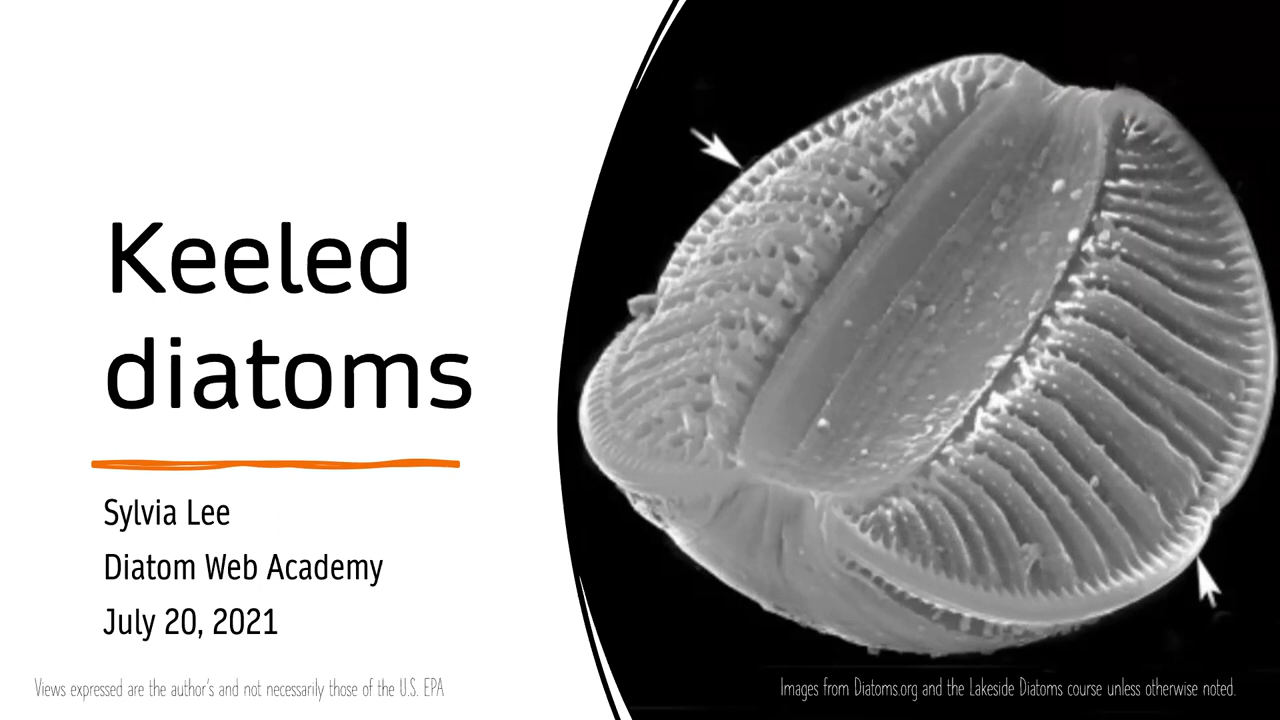 Keeled
diatoms
Sylvia Lee
Diatom Web Academy
July 20, 2021
Views expressed are the author's and not necessarily those of the U.S. EPA
Images from Diatoms.org and the Lakeside Diatoms course unless otherwise noted.